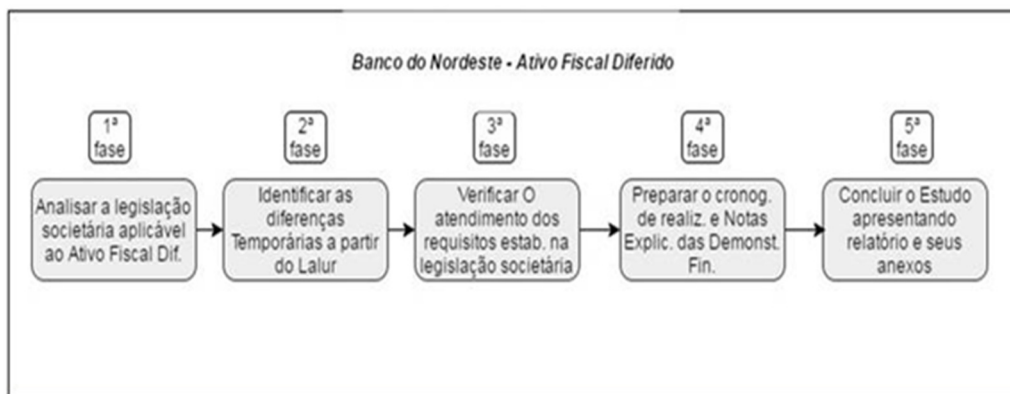 Banco do Nordeste - Ativo Fiscal Diferido
1ª
fase
2ª
fase
3ª
fase
4ª
fase
5ª
fase
Analisar a legislação
societária aplicável
ao Ativo Fiscal Dif.
Identificar as
diferenças
Temporárias a partir
do Lalur
Verificar O
atendimento dos
requisitos estab. na
legislação societária
Preparar o cronog.
de realiz. e Notas
Explic. das Demonst.
Fin.
Concluir o Estudo
apresentando
relatório e seus
anexos